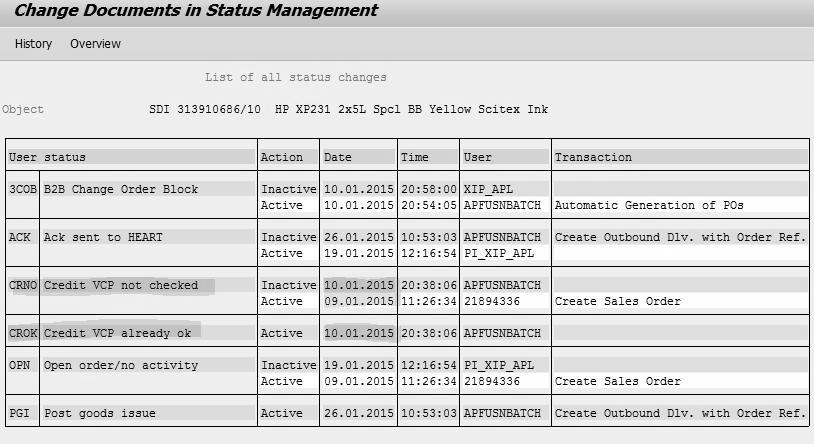 Change Documents in Status Management
History Overview
List of all status changes
Object SDI 313910686/10 HP XP231 2x5L Spcl BB Yellow Scitex Ink
User status Action Date Time User Transaction
3COB B2B Change Order Block Inactive 10.01.2015 20:58:00 XIP_APL
Active 10.01.2015 20:54:05 APFUSNBATCH Automatic Generation of POs
ACK Ack sent to HEART Inactive 26.01.2015 10:53:03 APFUSNBATCH Create Outbound Dlv. with Order Ref.
Active 19.01.2015 12:16:54 PI_XIP_APL
CRNO Credit VCP not checked Inactive 10.01.2015 20:38:06 APFUSNBATCH
Active 09.01.2015 11:26:34 21894336 Create Sales Order
CROK Credit VCP already ok Active 10.01.2015 20:38:06 APFUSNBATCH
OPN Open order/no activity Inactive 19.01.2015 12:16:54 PI_XIP_APL
Active 09.01.2015 11:26:34 21894336 Create Sales Order
PGI Post goods issue Active 26.01.2015 10:53:03 APFUSNBATCH Create Outbound Dlv. with Order Ref.